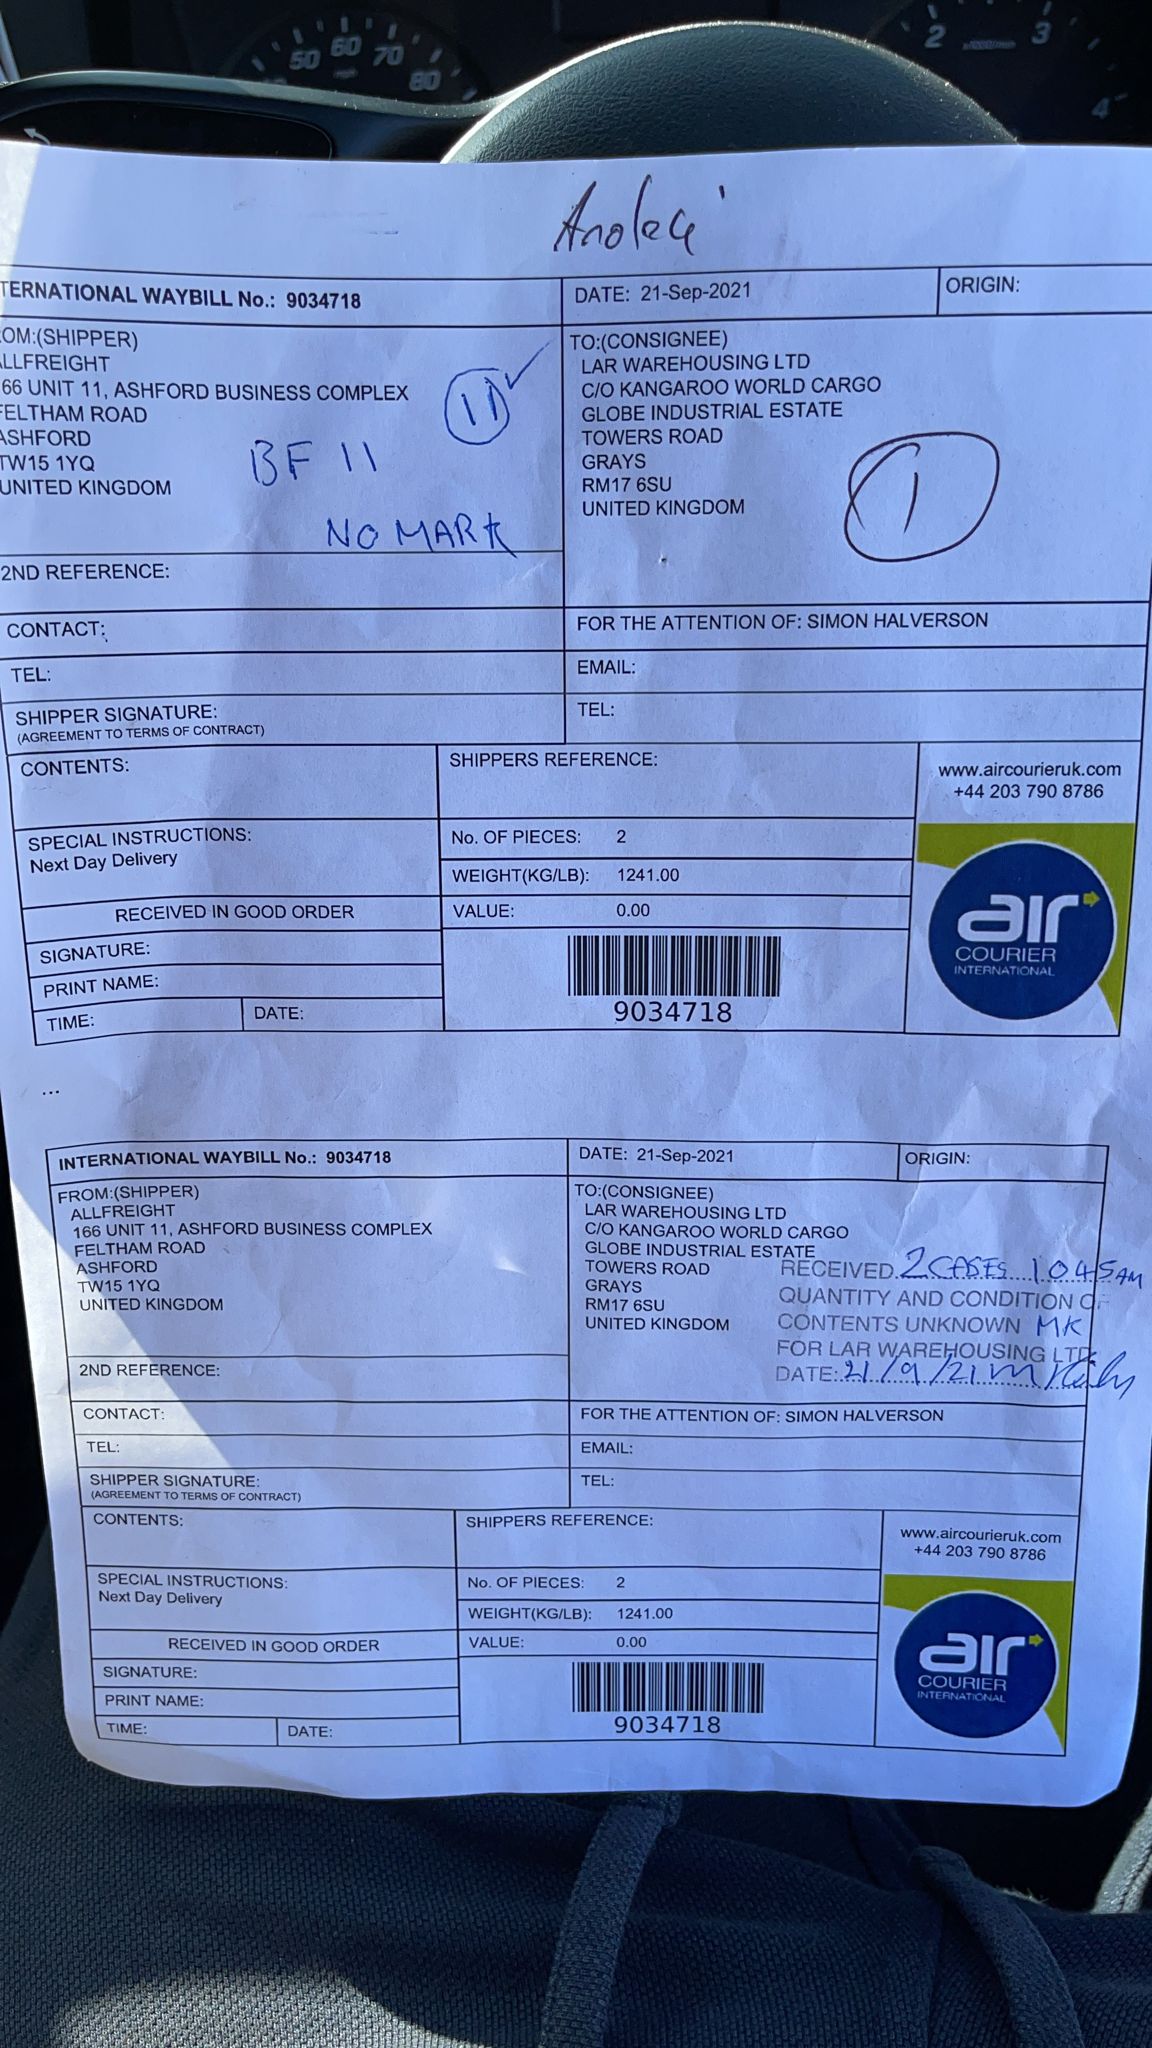 50 60 70 80
2 3 4
INTERNATIONAL WAYBILL No.: 9034718
DATE: 21-Sep-2021
ORIGIN:
OM:(SHIPPER)
LLFREIGHT
66 UNIT 11, ASHFORD BUSINESS COMPLEX
FELTHAM ROAD
ASHFORD
TW15 1YQ
UNITED KINGDOM
11
BF 11
NO MARK
TO:(CONSIGNEE)
LAR WAREHOUSING LTD
C/O KANGAROO WORLD CARGO
GLOBE INDUSTRIAL ESTATE
TOWERS ROAD
GRAYS
RM17 6SU
UNITED KINGDOM
1
2ND REFERENCE:
CONTACT:
FOR THE ATTENTION OF: SIMON HALVERSON
TEL:
EMAIL:
SHIPPER SIGNATURE:
(AGREEMENT TO TERMS OF CONTRACT)
TEL:
CONTENTS:
SHIPPERS REFERENCE:
www.aircourieruk.com
+44 203 790 8786
SPECIAL INSTRUCTIONS:
Next Day Delivery
No. OF PIECES: 2
WEIGHT(KG/LB): 1241.00
RECEIVED IN GOOD ORDER
VALUE: 0.00
SIGNATURE:
PRINT NAME:
TIME:
DATE:
9034718
air
COURIER
INTERNATIONAL
...
INTERNATIONAL WAYBILL No.: 9034718
DATE: 21-Sep-2021
ORIGIN:
FROM:(SHIPPER)
ALLFREIGHT
166 UNIT 11, ASHFORD BUSINESS COMPLEX
FELTHAM ROAD
ASHFORD
TW15 1YQ
UNITED KINGDOM
TO:(CONSIGNEE)
LAR WAREHOUSING LTD
C/O KANGAROO WORLD CARGO
GLOBE INDUSTRIAL ESTATE
TOWERS ROAD
GRAYS
RM17 6SU
UNITED KINGDOM
RECEIVED 2 CASES 1045AM
QUANTITY AND CONDITION OF
CONTENTS UNKNOWN MK
FOR LAR WAREHOUSING LTD.
DATE: 21/9/21
2ND REFERENCE:
CONTACT:
FOR THE ATTENTION OF: SIMON HALVERSON
TEL:
EMAIL:
SHIPPER SIGNATURE:
(AGREEMENT TO TERMS OF CONTRACT)
TEL:
CONTENTS:
SHIPPERS REFERENCE:
www.aircourieruk.com
+44 203 790 8786
SPECIAL INSTRUCTIONS:
Next Day Delivery
No. OF PIECES: 2
WEIGHT(KG/LB): 1241.00
RECEIVED IN GOOD ORDER
VALUE: 0.00
SIGNATURE:
PRINT NAME:
TIME:
DATE:
9034718
air
COURIER
INTERNATIONAL